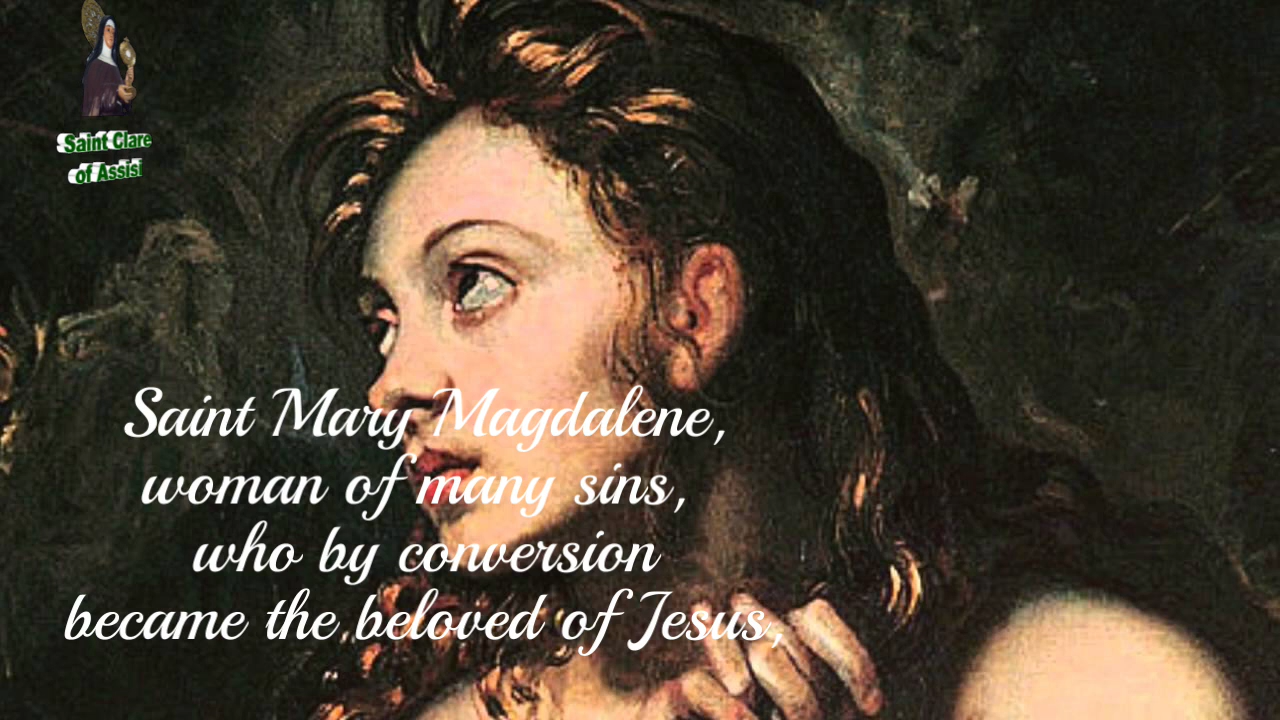 Saint Clare
of Assisi
Saint Mary Magdalene,
woman of many sins,
who by conversion
became the beloved of Jesus,